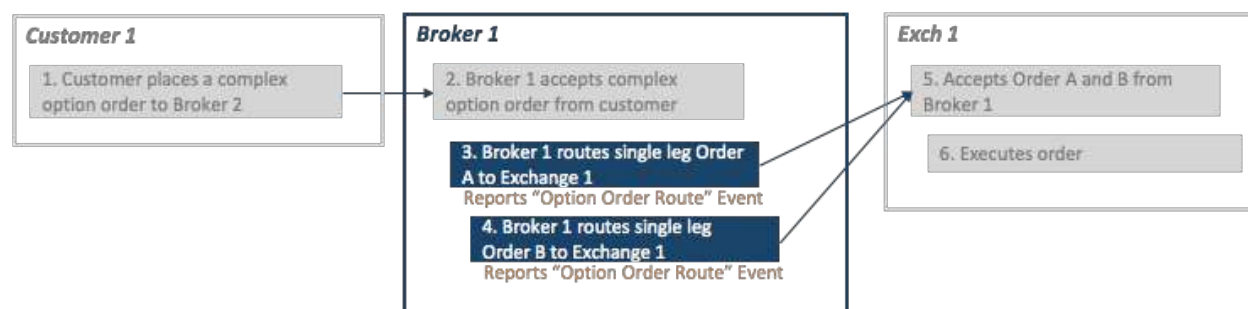 Customer 1
1. Customer places a complex
option order to Broker 2
Broker 1
2. Broker 1 accepts complex
option order from customer
3. Broker 1 routes single leg Order
A to Exchange 1
Reports “Option Order Route” Event
4. Broker 1 routes single leg
Order B to Exchange 1
Reports “Option Order Route” Event
Exch 1
5. Accepts Order A and B from
Broker 1
6. Executes order